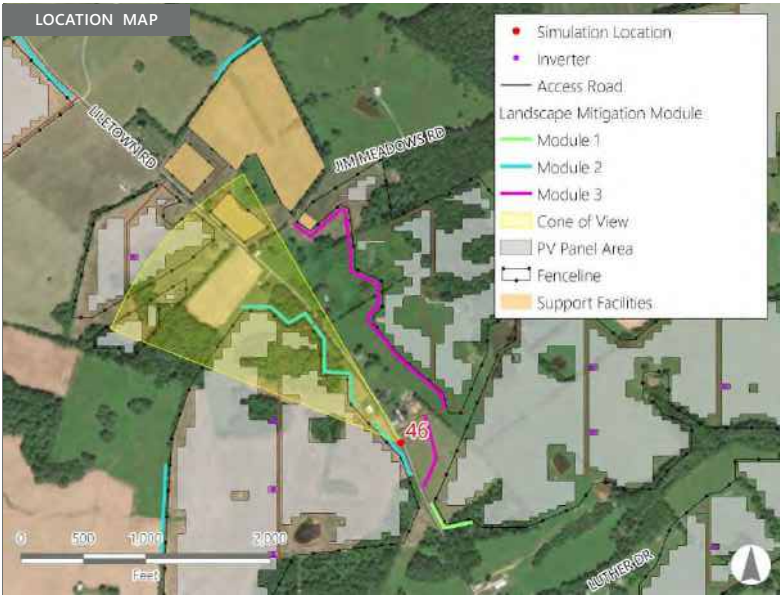 LOCATION MAP
Simulation Location
Inverter
Access Road
Landscape Mitigation Module
Module 1
Module 2
Module 3
Cone of View
PV Panel Area
Fenceline
Support Facilities
LILETOWN RD
JIM MEADOWS RD
46
0 500 1,000 2,000
Feet
LUTHER DR